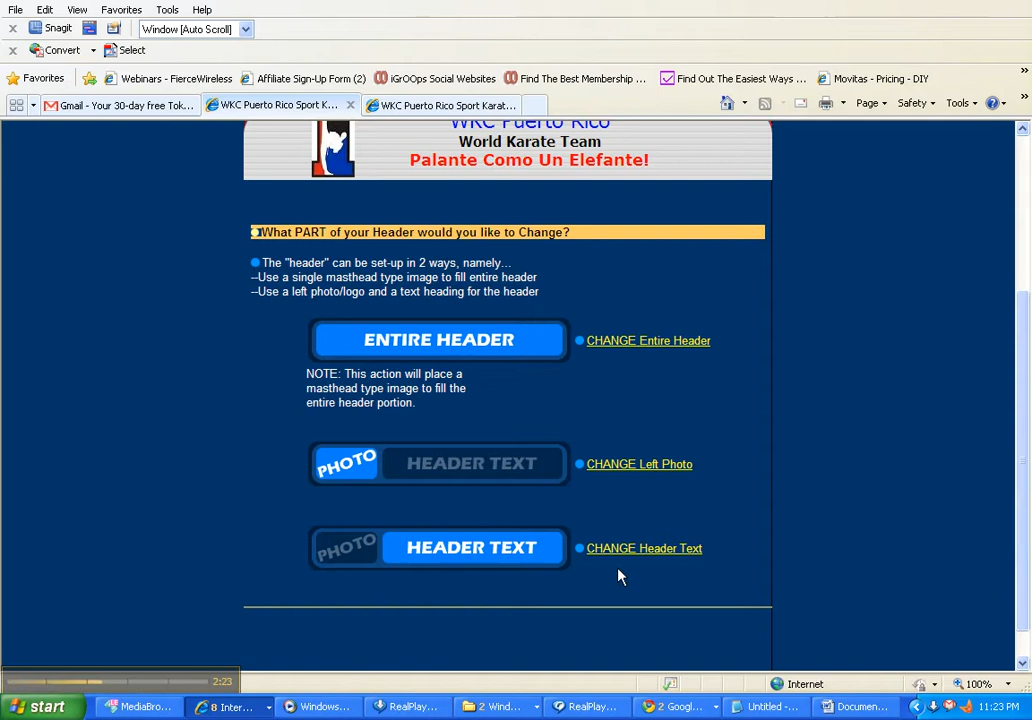 File Edit View Favorites Tools Help
Snagit Window [Auto Scroll]
Convert Select
Favorites Webinars - FierceWireless Affiliate Sign-Up Form (2) iGrOOps Social Websites Find The Best Membership ... Find Out The Easiest Ways ... Movitas - Pricing - DIY
Gmail - Your 30-day free Tok... WKC Puerto Rico Sport K... WKC Puerto Rico Sport Karat... Page Safety Tools
WKC Puerto Rico
World Karate Team
Palante Como Un Elefante!
What PART of your Header would you like to Change?
The "header" can be set-up in 2 ways, namely...
--Use a single masthead type image to fill entire header
--Use a left photo/logo and a text heading for the header
ENTIRE HEADER CHANGE Entire Header
NOTE: This action will place a
masthead type image to fill the
entire header portion.
PHOTO HEADER TEXT CHANGE Left Photo
PHOTO HEADER TEXT CHANGE Header Text
2:23 Internet 100%
start MediaBro... 8 Inter... Windows... RealPlay... 2 Wind... RealPlay... 2 Googl... Untitled -... Documen... 11:23 PM